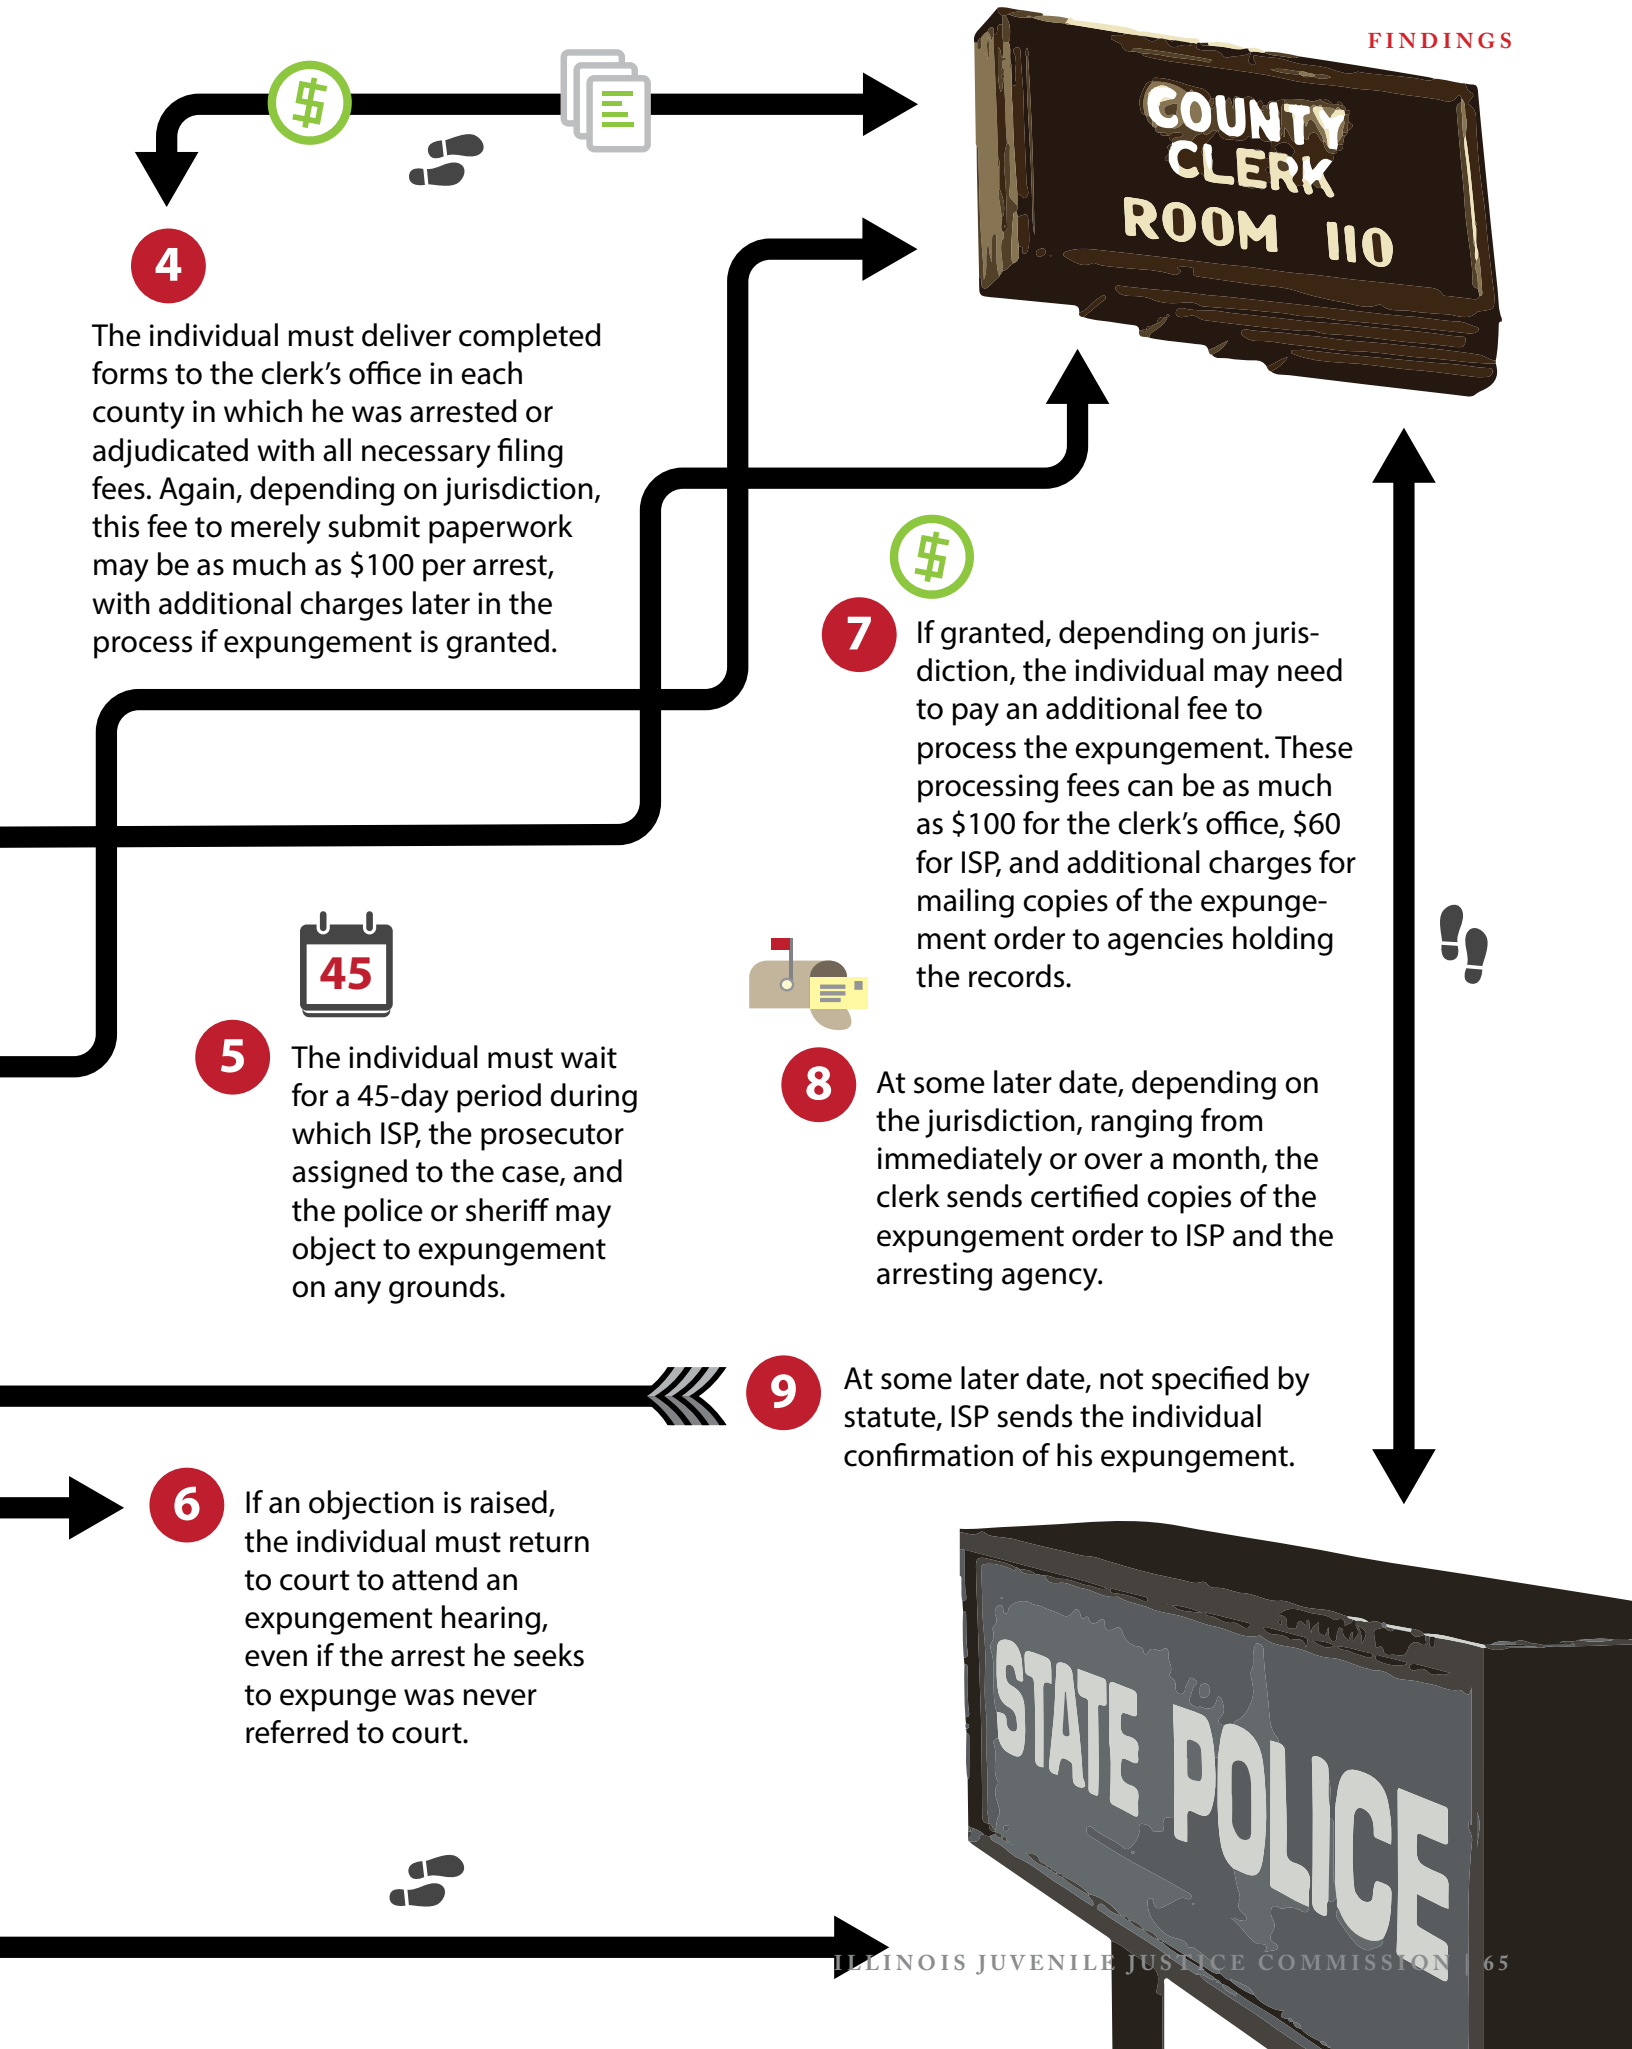 FINDINGS
COUNTY
CLERK
ROOM 110
4
The individual must deliver completed
forms to the clerk’s office in each
county in which he was arrested or
adjudicated with all necessary filing
fees. Again, depending on jurisdiction,
this fee to merely submit paperwork
may be as much as $100 per arrest,
with additional charges later in the
process if expungement is granted.
45
5
The individual must wait
for a 45-day period during
which ISP, the prosecutor
assigned to the case, and
the police or sheriff may
object to expungement
on any grounds.
6
If an objection is raised,
the individual must return
to court to attend an
expungement hearing,
even if the arrest he seeks
to expunge was never
referred to court.
$
$
7
If granted, depending on juris-
diction, the individual may need
to pay an additional fee to
process the expungement. These
processing fees can be as much
as $100 for the clerk’s office, $60
for ISP, and additional charges for
mailing copies of the expunge-
ment order to agencies holding
the records.
8
At some later date, depending on
the jurisdiction, ranging from
immediately or over a month, the
clerk sends certified copies of the
expungement order to ISP and the
arresting agency.
9
At some later date, not specified by
statute, ISP sends the individual
confirmation of his expungement.
STATE POLICE
ILLINOIS JUVENILE JUSTICE COMMISSION | 65